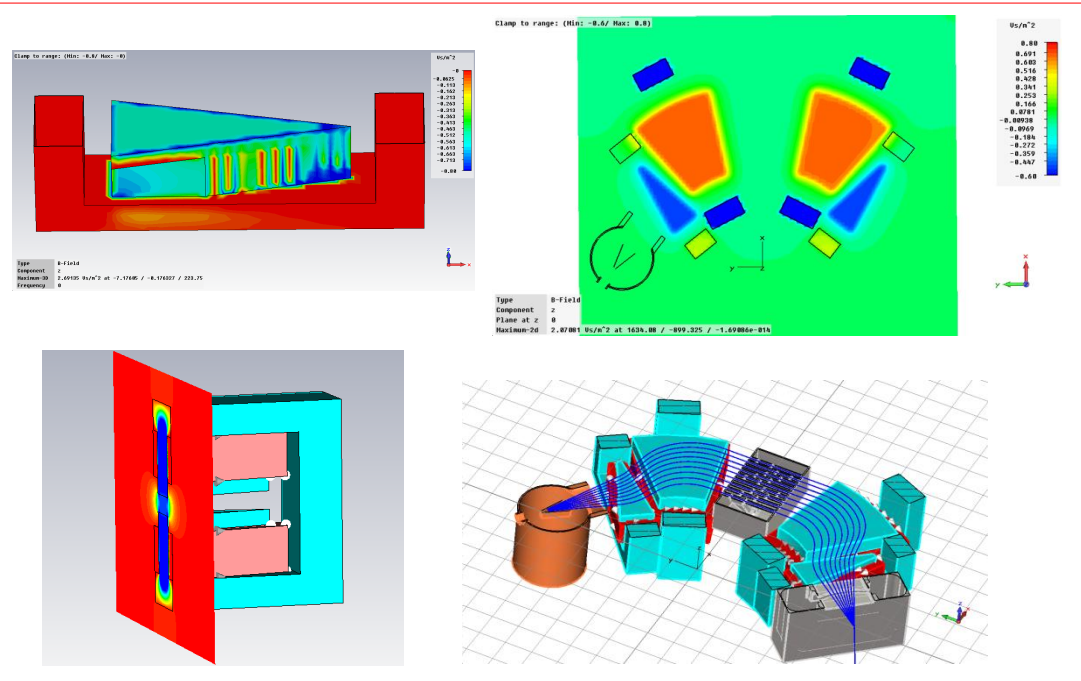 Clamp to range: (Min: -0.6/ Max: 0.8)
Vs/m^2
0.80
0.691
0.603
0.516
0.428
0.341
0.253
0.166
0.0781
-0.00938
-0.0969
-0.184
-0.272
-0.359
-0.447
-0.60
x
y
z
x
y
Type B-Field
Component z
Plane at z 0
Maximum-2d 2.07081 Vs/m^2 at 1634.08 / -899.325 / -1.69086e-014
Clamp to range: (Min: -0.8/ Max: -0)
Vs/m^2
-0
-0.0625
-0.113
-0.162
-0.213
-0.263
-0.313
-0.363
-0.413
-0.463
-0.512
-0.563
-0.613
-0.663
-0.713
-0.80
z
x
Type B-Field
Component z
Maximum-3D 2.69135 Vs/m^2 at -7.17605 / -0.176327 / 223.75
Frequency 0
x
y
z
y
x